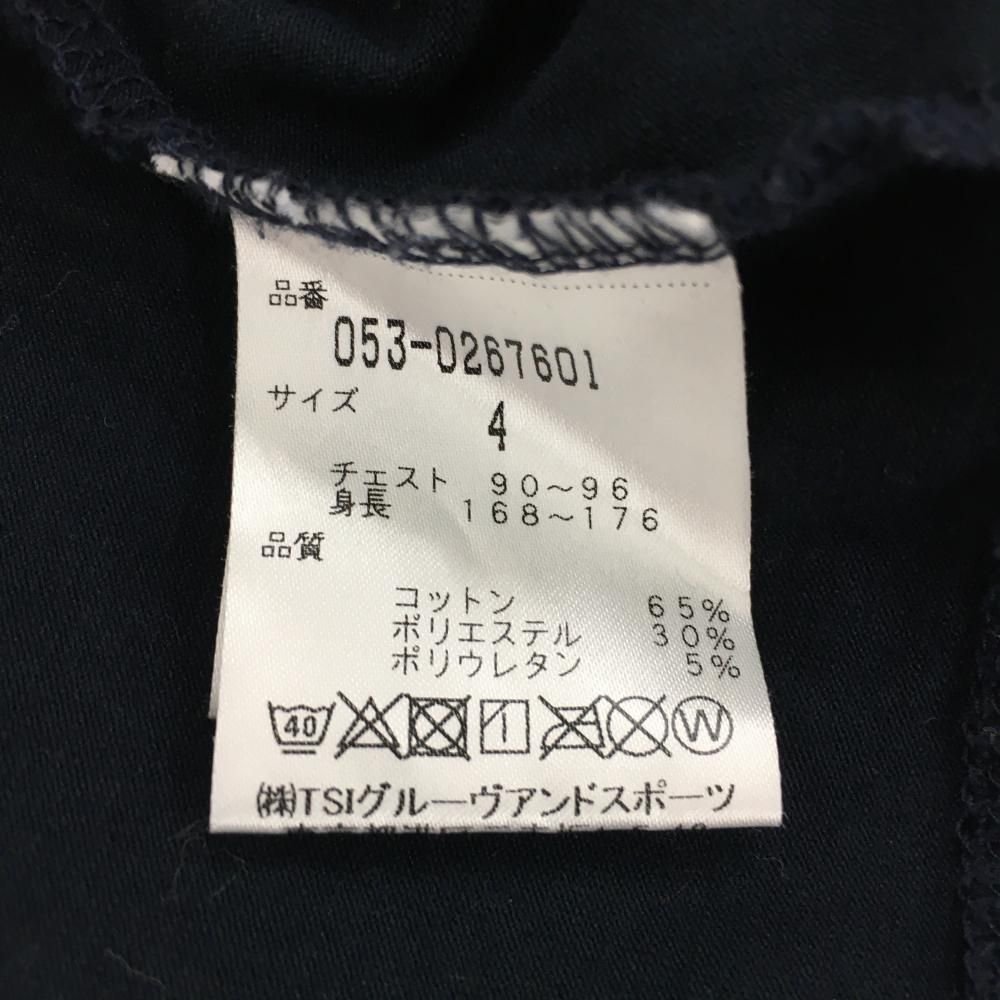 品番
053-0267601
サイズ
4
チェスト 90～96
身長 168～176
品質
コットン 65%
ポリエステル 30%
ポリウレタン 5%
40 W
㈱TSIグルーヴアンドスポーツ